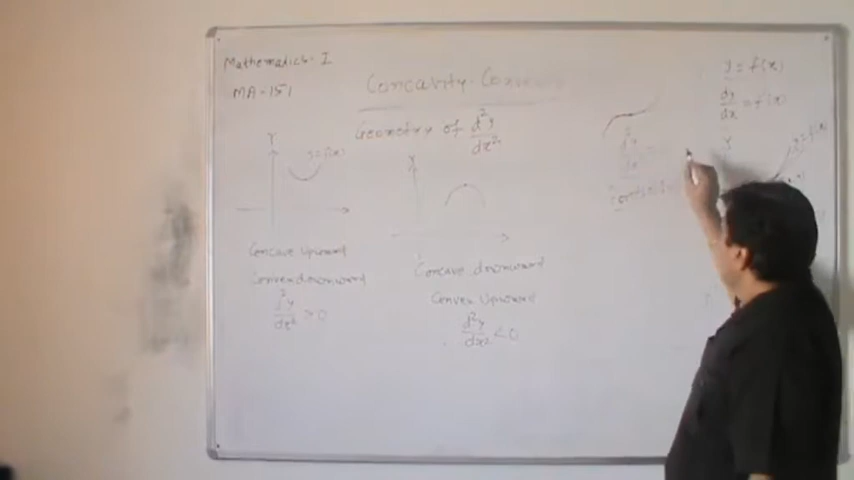 Mathematics-I
MA-151
Concavity-Con
Geometry of d²y/dx²
Y
y=f(x)
Concave Upward
Convex downward
d²y/dx² > 0
Y
Concave downward
Convex Upward
d²y/dx² < 0
y = f(x)
dy/dx = f(x)
Y
y=f(x)